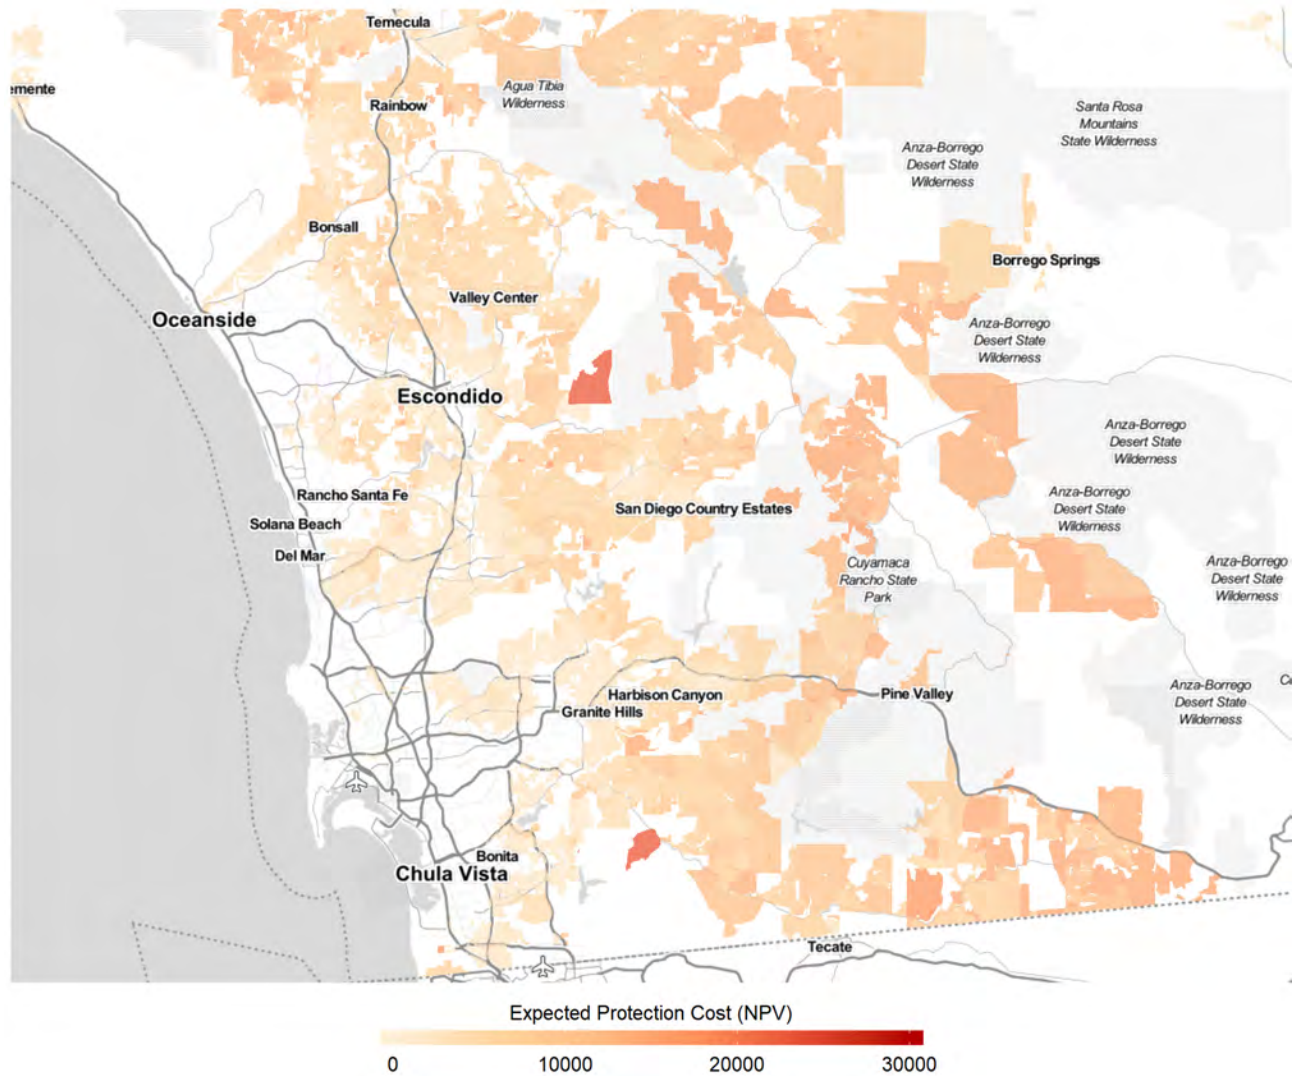 Temecula
emente
Agua Tibia
Wilderness
Rainbow
Santa Rosa
Mountains
State Wilderness
Anza-Borrego
Desert State
Wilderness
Bonsall
Borrego Springs
Valley Center
Oceanside
Anza-Borrego
Desert State
Wilderness
Escondido
Anza-Borrego
Desert State
Wilderness
Rancho Santa Fe
Anza-Borrego
Desert State
Wilderness
San Diego Country Estates
Solana Beach
Del Mar
Cuyamaca
Rancho State
Park
Anza-Borrego
Desert State
Wilderness
Harbison Canyon
Pine Valley
Anza-Borrego
Desert State
Wilderness
Ca
Granite Hills
Bonita
Chula Vista
Tecate
Expected Protection Cost (NPV)
0 10000 20000 30000